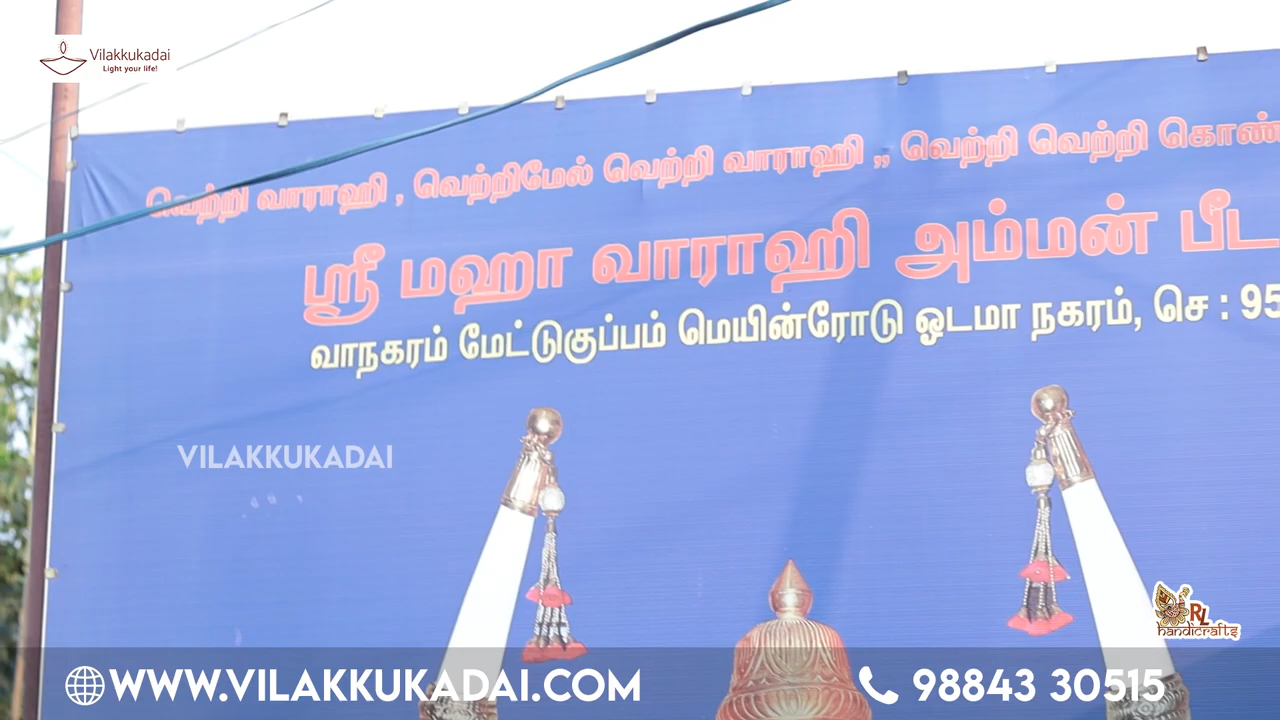 Vilakkukadai
Light your life!
வெற்றி வாராஹி , வெற்றிமேல் வெற்றி வாராஹி ,, வெற்றி வெற்றி கொண்
ஸ்ரீ மஹா வாராஹி அம்மன் பீட
வாநகரம் மேட்டுகுப்பம் மெயின்ரோடு ஓடமா நகரம், செ : 95
VILAKKUKADAI
RL
handicrafts
WWW.VILAKKUKADAI.COM
98843 30515